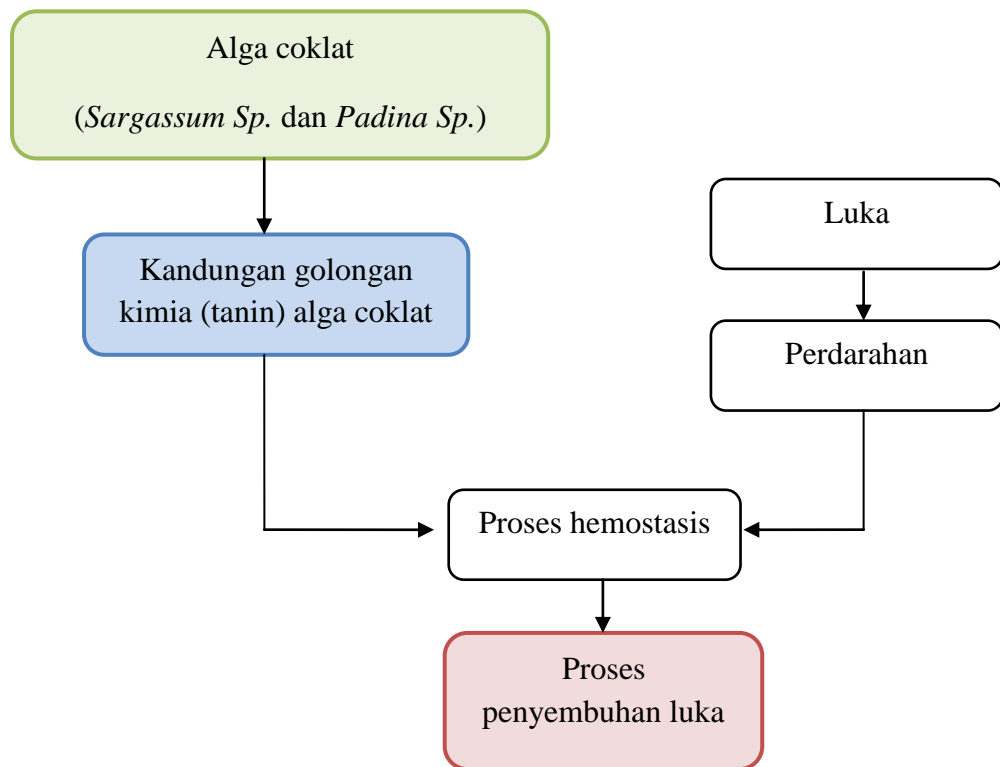 Alga coklat
(Sargassum Sp. dan Padina Sp.)
Luka
Kandungan golongan
kimia (tanin) alga coklat
Perdarahan
Proses hemostasis
Proses
penyembuhan luka